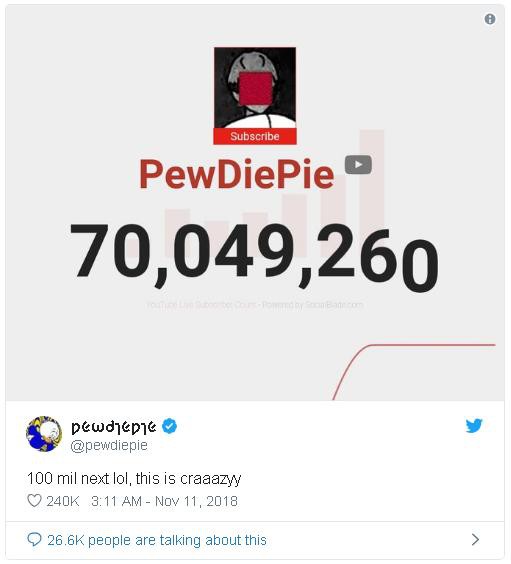 Subscribe
PewDiePie
70,049,260
YouTube Live Subscriber Count - Powered by SocialBlade.com
ƿҽωძɿҽρɿҽ
@pewdiepie
100 mil next lol, this is craaazyy
240K 3:11 AM - Nov 11, 2018
26.6K people are talking about this